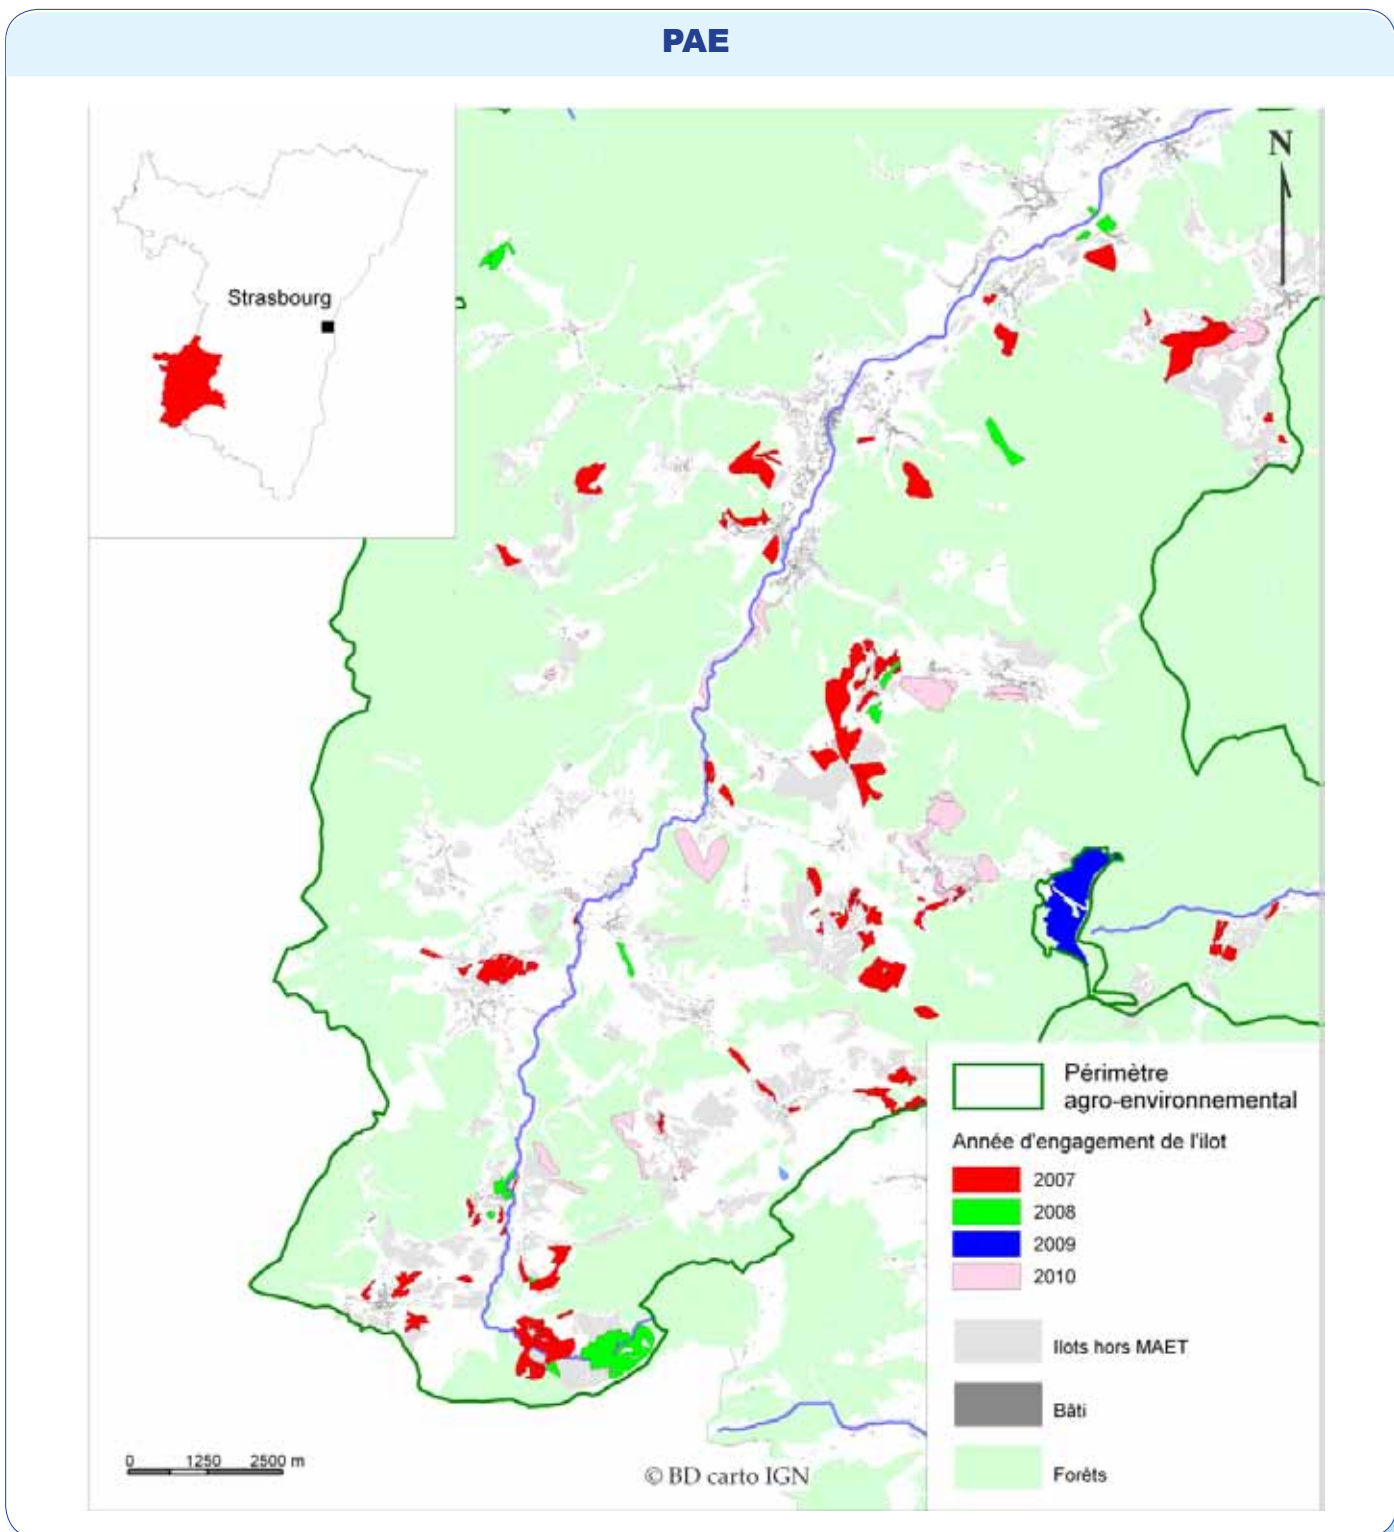 PAE
Strasbourg
N
Périmètre
agro-environnemental
Année d'engagement de l'ilot
2007
2008
2009
2010
Ilots hors MAET
Bâti
Forêts
0 1250 2500 m
© BD carto IGN